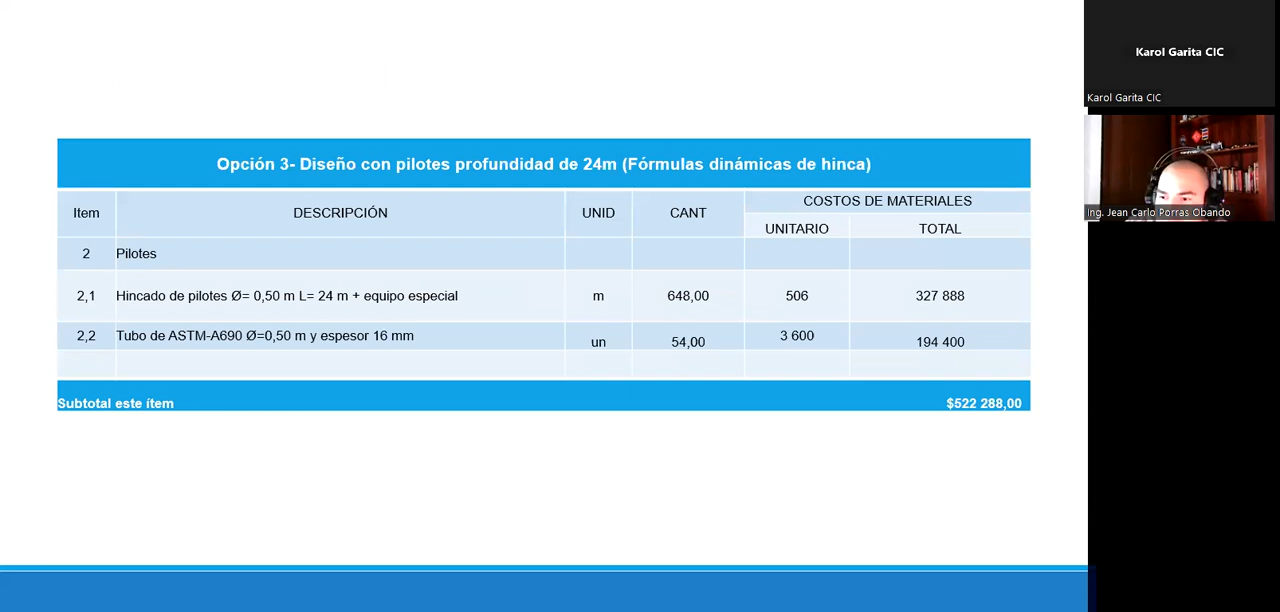 Opción 3- Diseño con pilotes profundidad de 24m (Fórmulas dinámicas de hinca)
Item DESCRIPCIÓN UNID CANT COSTOS DE MATERIALES
UNITARIO TOTAL
2 Pilotes
2,1 Hincado de pilotes Ø= 0,50 m L= 24 m + equipo especial m 648,00 506 327 888
2,2 Tubo de ASTM-A690 Ø=0,50 m y espesor 16 mm un 54,00 3 600 194 400
Subtotal este ítem $522 288,00
Karol Garita CIC
Karol Garita CIC
Ing. Jean Carlo Porras Obando